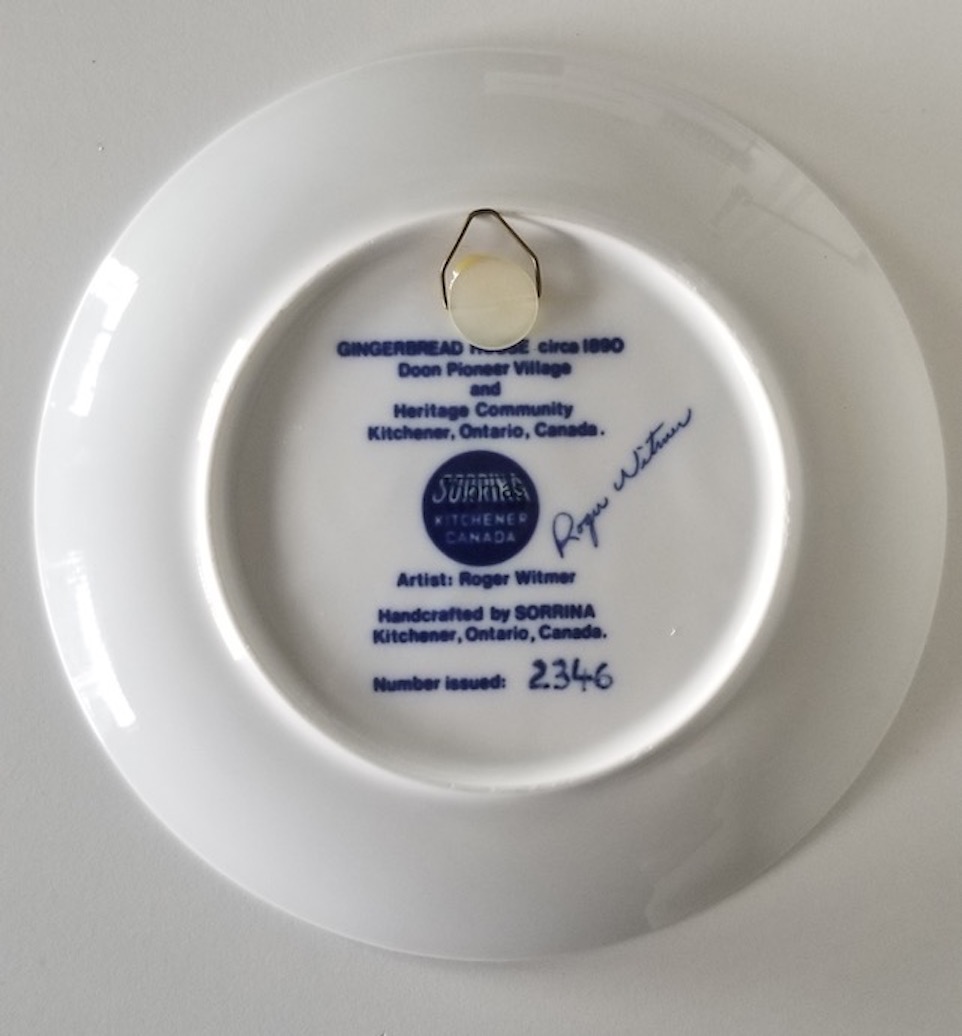 GINGERBREAD HOUSE circa 1890
Doon Pioneer Village
and
Heritage Community
Kitchener, Ontario, Canada.
SORRINA
KITCHENER
CANADA
Roger Witmer
Artist: Roger Witmer
Handcrafted by SORRINA
Kitchener, Ontario, Canada.
Number issued: 2346